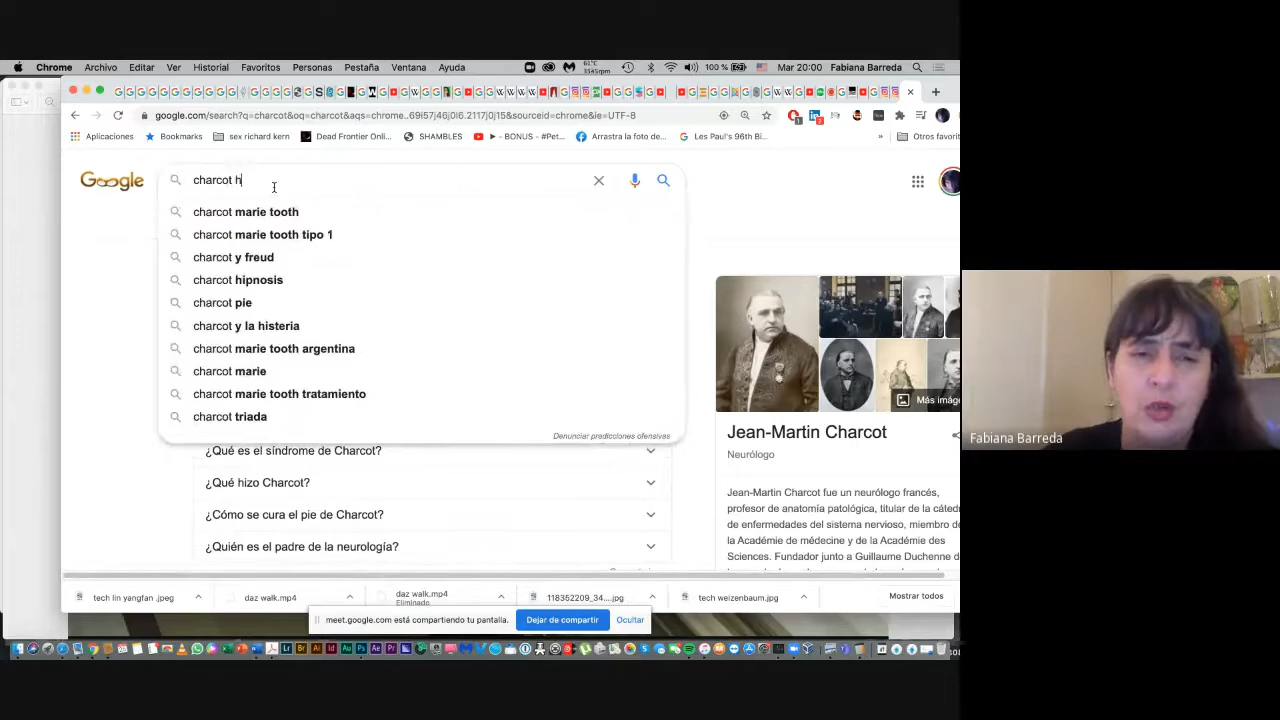 Chrome Archivo Editar Ver Historial Favoritos Personas Pestaña Ventana Ayuda
61°C
100 % Mar 20:00 Fabiana Barreda
google.com/search?q=charcot&oq=charcot&aqs=chrome..69i57j46j0l6.2117j0j15&sourceid=chrome&ie=UTF-8
Aplicaciones Bookmarks sex richard kern Dead Frontier Onli... SHAMBLES ► - BONUS - #Pet... Arrastra la foto de... Les Paul's 96th Bi... » Otros favorit
Google
charcot h
charcot marie tooth
charcot marie tooth tipo 1
charcot y freud
charcot hipnosis
charcot pie
charcot y la histeria
charcot marie tooth argentina
charcot marie
charcot marie tooth tratamiento
charcot triada
Denunciar predicciones ofensivas
¿Qué es el síndrome de Charcot?
¿Qué hizo Charcot?
¿Cómo se cura el pie de Charcot?
¿Quién es el padre de la neurología?
Más imáge
Jean-Martin Charcot
Neurólogo
Jean-Martin Charcot fue un neurólogo francés,
profesor de anatomía patológica, titular de la cáted
de enfermedades del sistema nervioso, miembro de
la Académie de médecine y de la Académie des
Sciences. Fundador junto a Guillaume Duchenne d
tech lin yangfan .jpeg
daz walk.mp4
daz walk.mp4
Eliminado
118352209_34....jpg
tech weizenbaum.jpg
Mostrar todos
meet.google.com está compartiendo tu pantalla. Dejar de compartir Ocultar
Fabiana Barreda